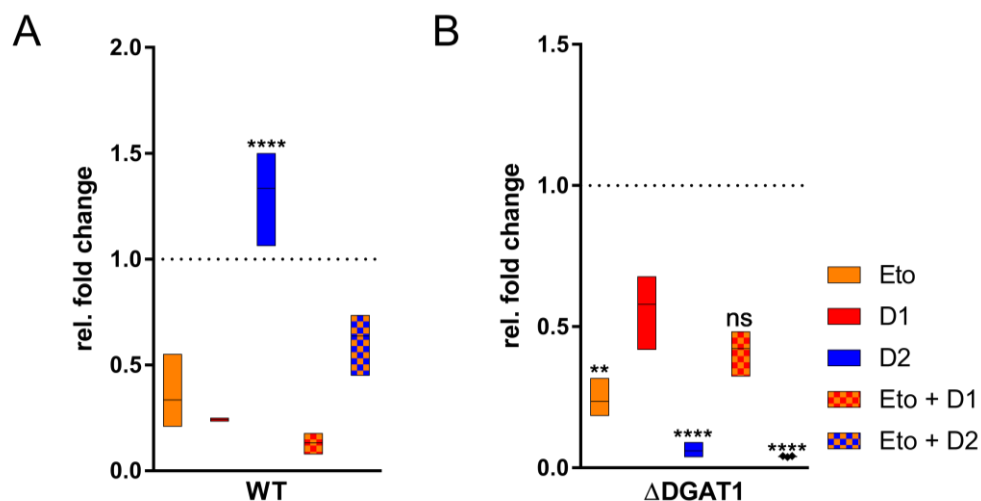 A
rel. fold change
2.0
1.5
1.0
0.5
0.0
****
WT
B
rel. fold change
1.5
1.0
0.5
0.0
**
ns
****
****
ΔDGAT1
Eto
D1
D2
Eto + D1
Eto + D2